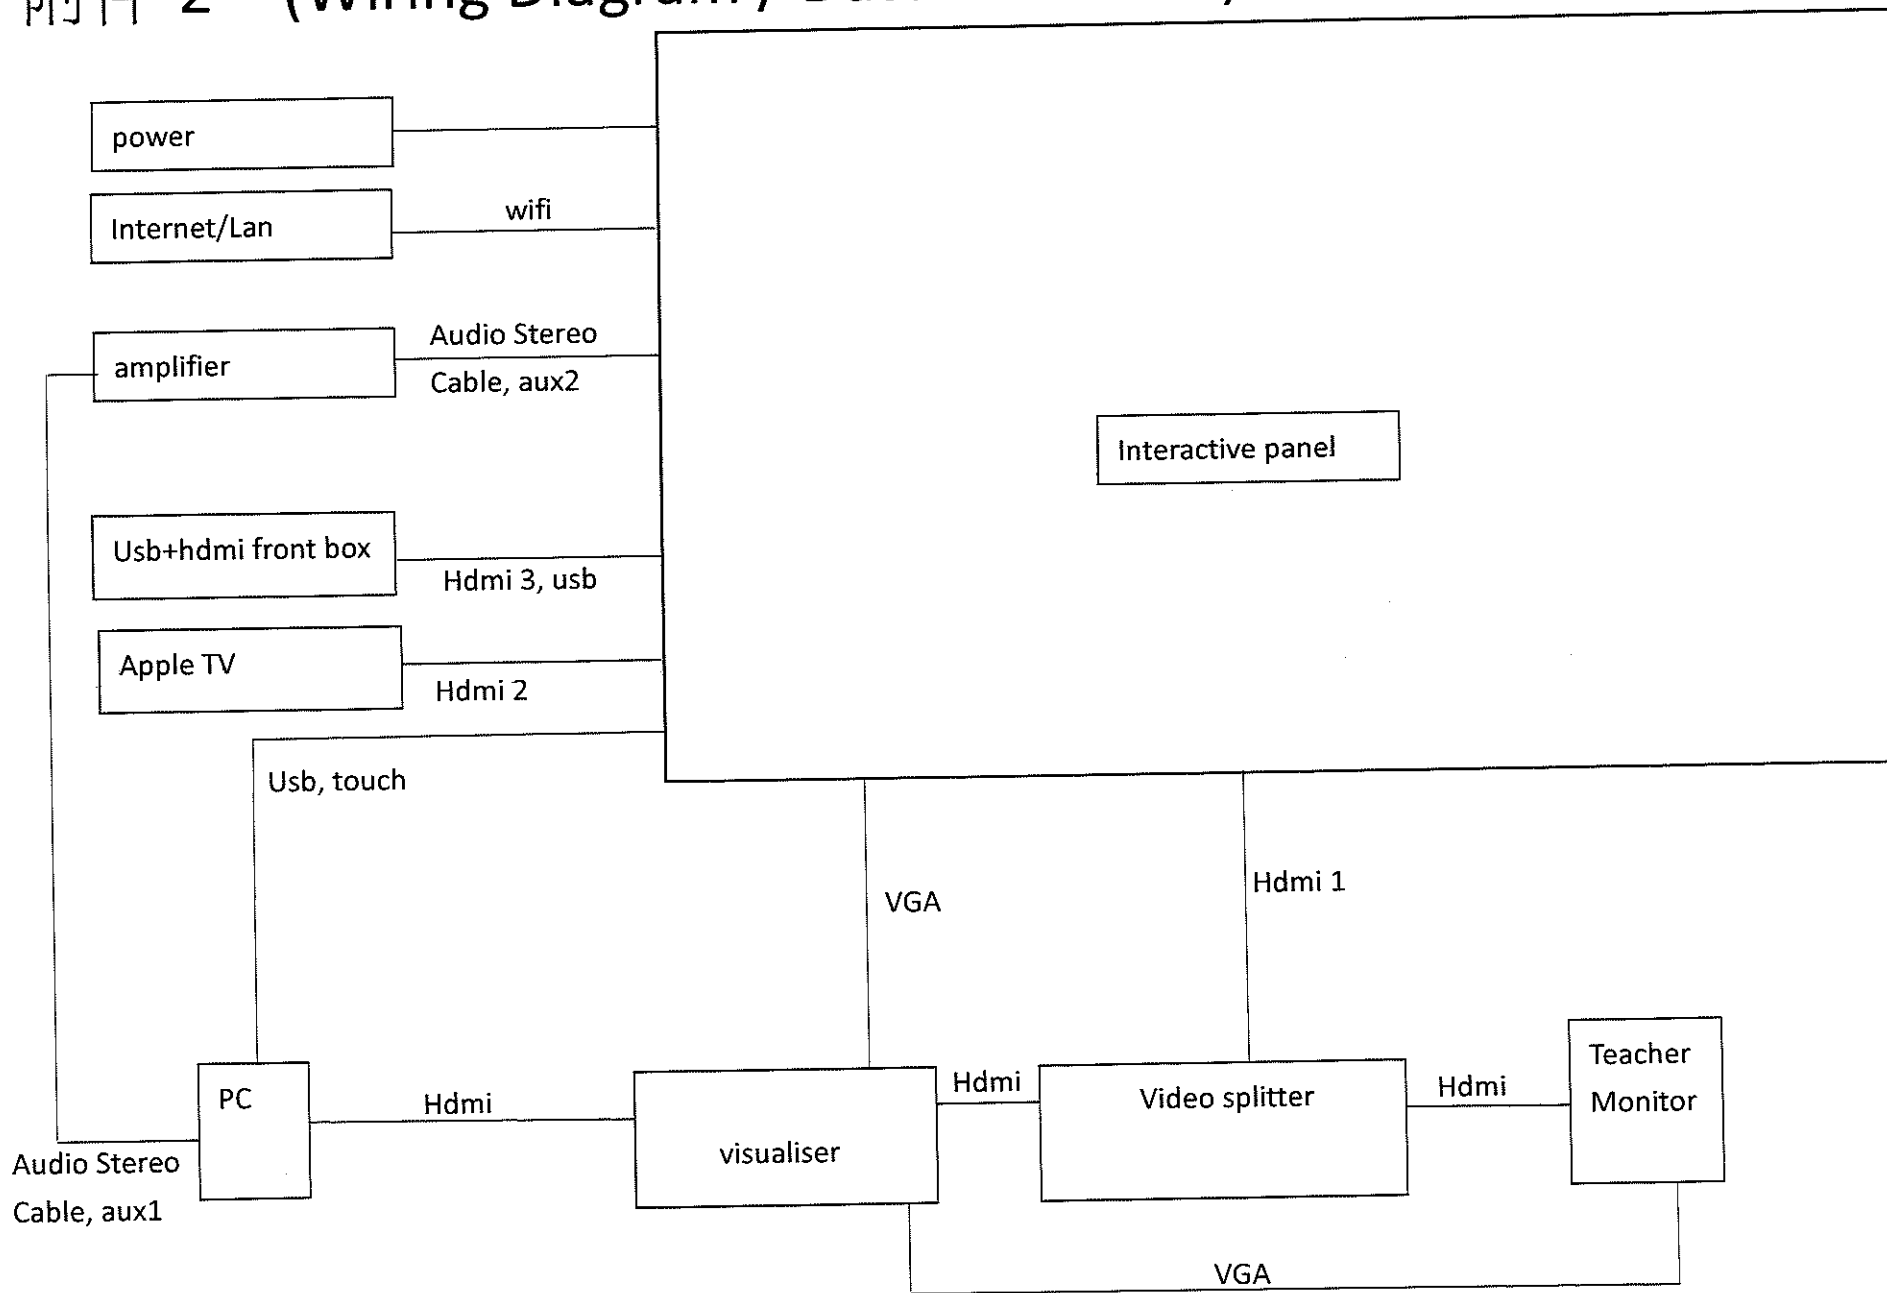 2 (Wiring Diagram /
power
Internet/Lan
wifi
amplifier
Audio Stereo
Cable, aux2
Interactive panel
Usb+hdmi front box
Hdmi 3, usb
Apple TV
Hdmi 2
Usb, touch
VGA
Hdmi 1
PC
Hdmi
visualiser
Hdmi
Video splitter
Hdmi
Teacher
Monitor
Audio Stereo
Cable, aux1
VGA